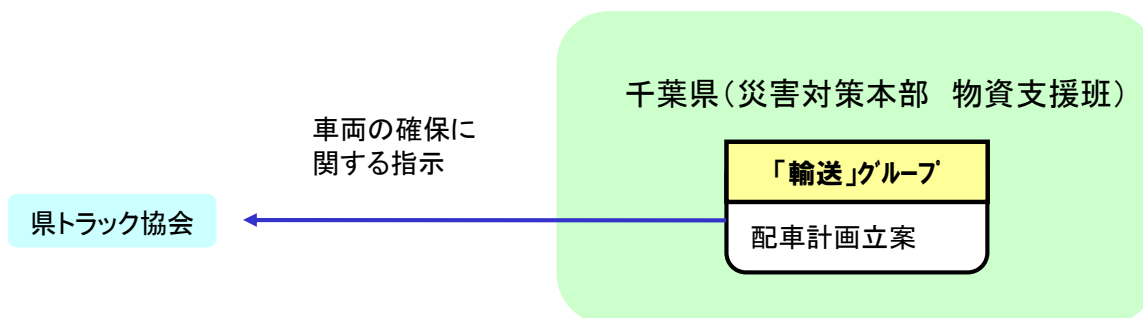 千葉県(災害対策本部　物資支援班)
車両の確保に
関する指示
「輸送」ｸﾞﾙｰﾌﾟ
県トラック協会
配車計画立案